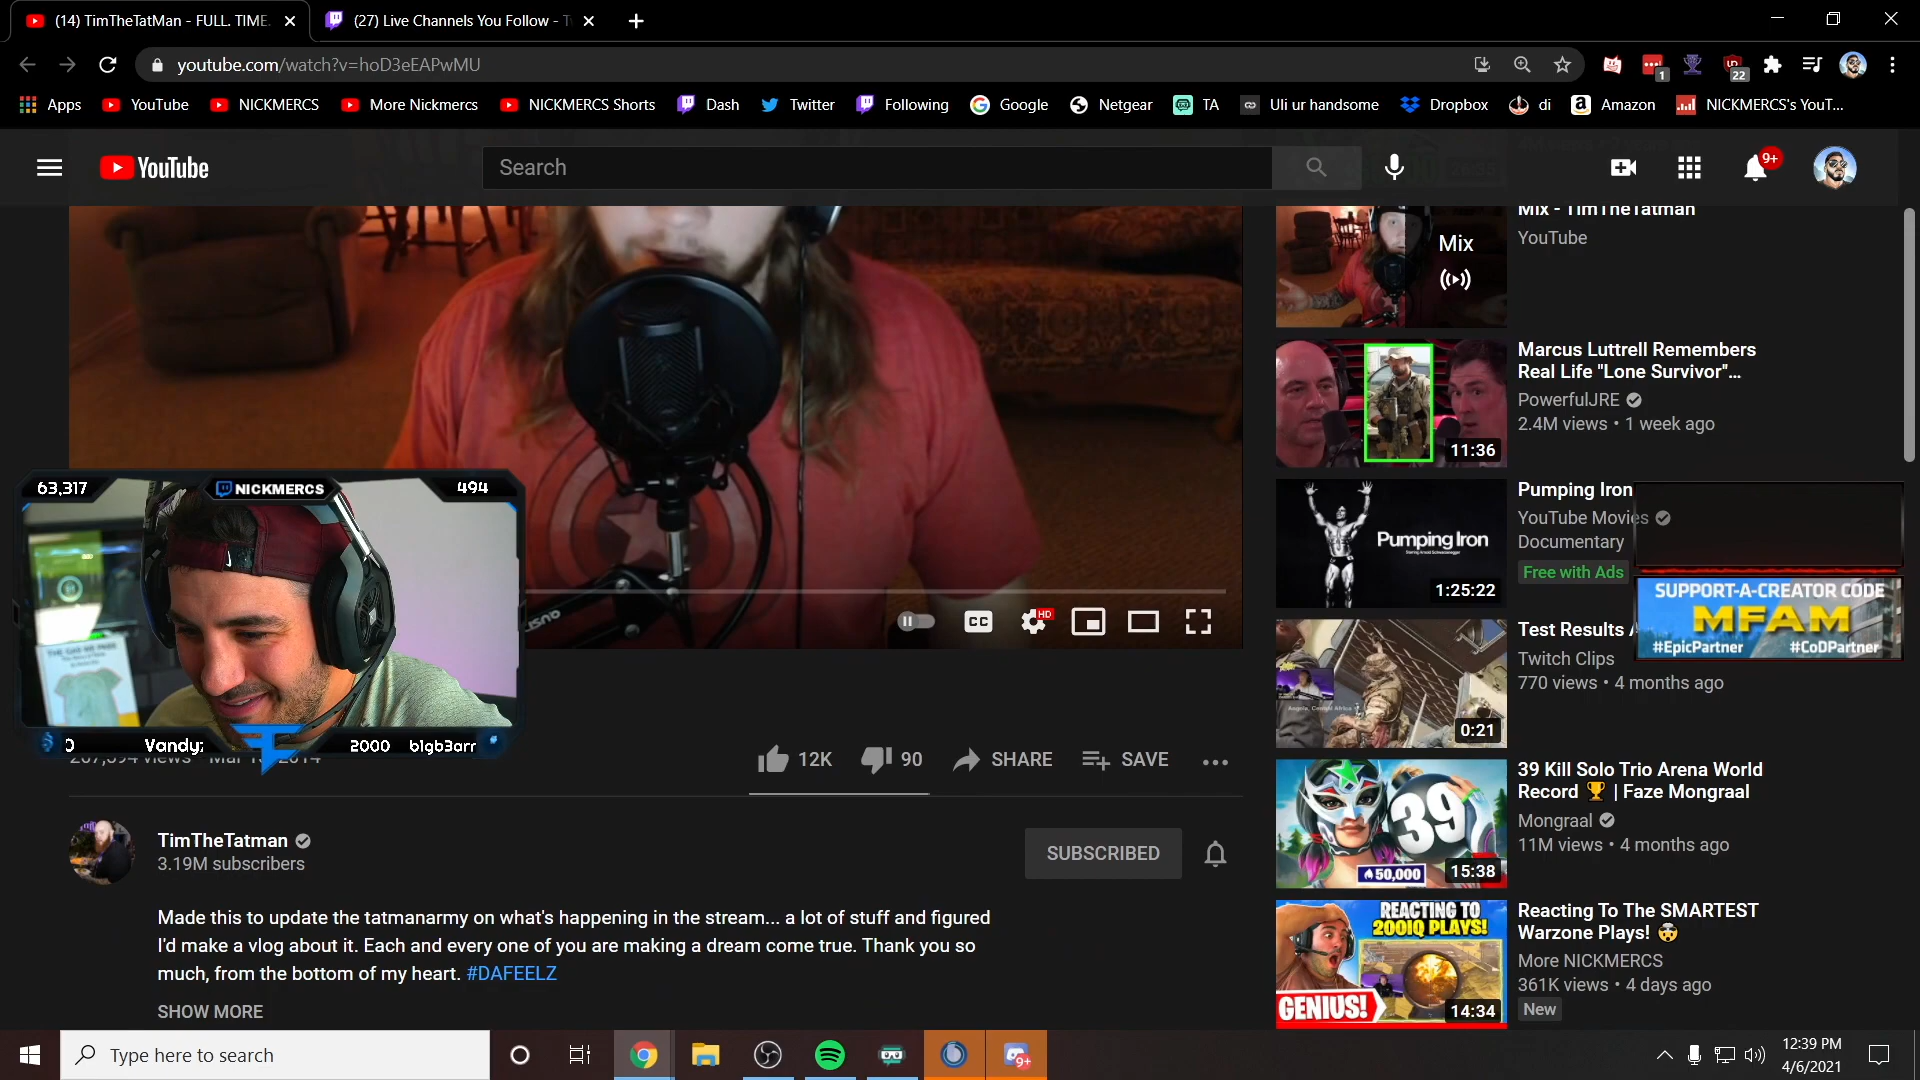 (14) TimTheTatMan - FULL. TIME.
(27) Live Channels You Follow - T
youtube.com/watch?v=hoD3eEAPwMU
1
22
Apps
YouTube
NICKMERCS
More Nickmercs
NICKMERCS Shorts
Dash
Twitter
Following
Google
Netgear
TA
Uli ur handsome
Dropbox
di
Amazon
NICKMERCS's YouT...
YouTube
Search
9+
Mix - TimTheTatman
YouTube
Mix
Marcus Luttrell Remembers
Real Life "Lone Survivor"...
PowerfulJRE
2.4M views • 1 week ago
11:36
63,317
NICKMERCS
494
Pumping Iron
YouTube Movies
Documentary
Free with Ads
Pumping Iron
1:25:22
SUPPORT-A-CREATOR CODE
MFAM
#EpicPartner
#CoDPartner
CC
HD
Test Results
Twitch Clips
770 views • 4 months ago
0:21
Vandy:
2000
b1gb3arr
12K
90
SHARE
SAVE
39 Kill Solo Trio Arena World
Record 🏆 | Faze Mongraal
Mongraal
11M views • 4 months ago
39
50,000
15:38
TimTheTatman
3.19M subscribers
SUBSCRIBED
Made this to update the tatmanarmy on what's happening in the stream... a lot of stuff and figured
I'd make a vlog about it. Each and every one of you are making a dream come true. Thank you so
much, from the bottom of my heart. #DAFEELZ
SHOW MORE
REACTING TO
200IQ PLAYS!
GENIUS!
14:34
Reacting To The SMARTEST
Warzone Plays! 🤯
More NICKMERCS
361K views • 4 days ago
New
Type here to search
9+
12:39 PM
4/6/2021